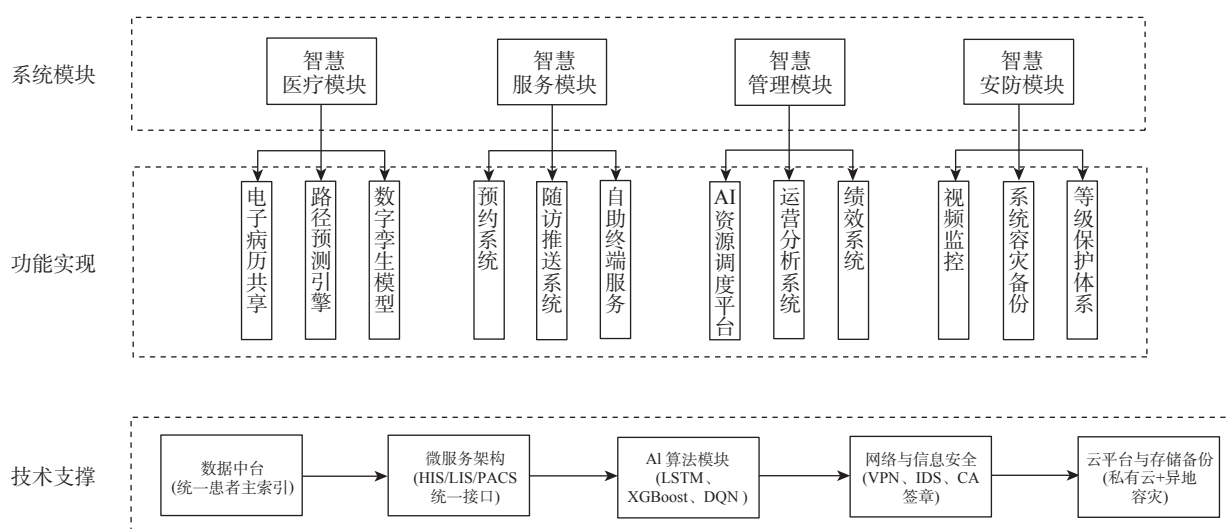 系统模块
智慧
医疗模块
智慧
服务模块
智慧
管理模块
智慧
安防模块
功能实现
电子病历共享
路径预测引擎
数字孪生模型
预约系统
随访推送系统
自助终端服务
AI资源调度平台
运营分析系统
绩效系统
视频监控
系统容灾备份
等级保护体系
技术支撑
数据中台
(统一患者主索引)
微服务架构
(HIS/LIS/PACS
统一接口)
AI 算法模块
(LSTM、
XGBoost、DQN )
网络与信息安全
(VPN、IDS、CA
签章)
云平台与存储备份
(私有云+异地
容灾)